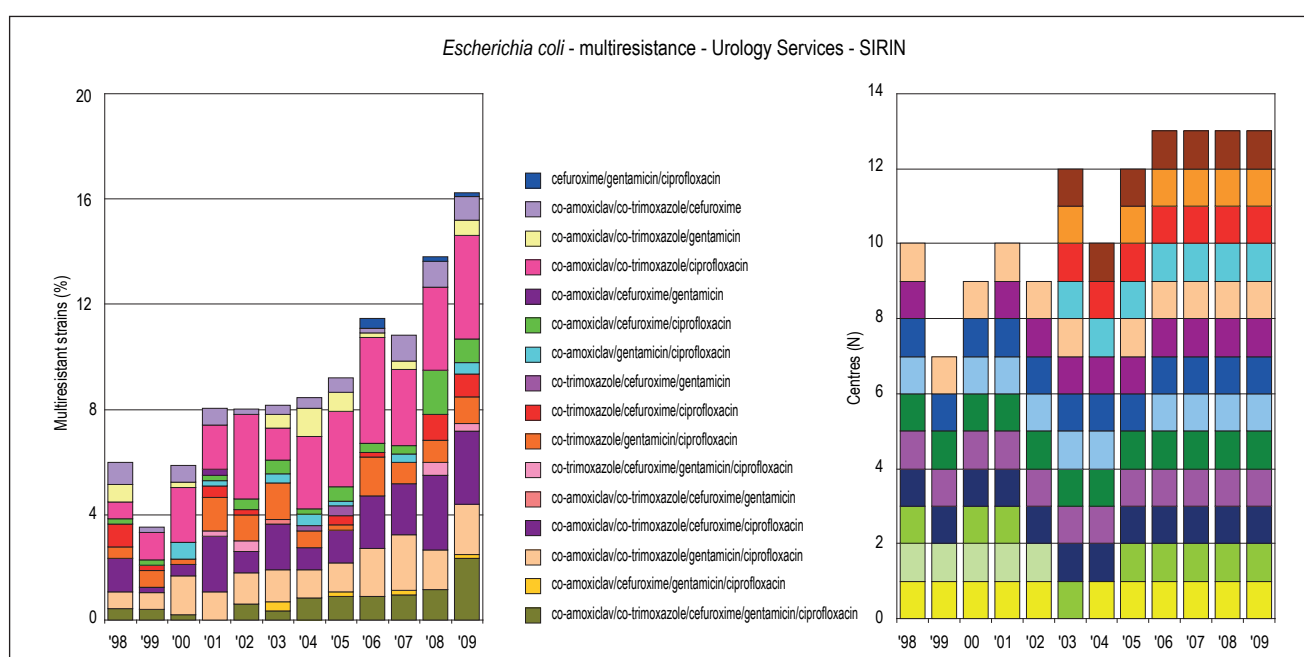 Escherichia coli - multiresistance - Urology Services - SIRIN
Multiresistant strains (%)
20
16
12
8
4
0
'98 '99 '00 '01 '02 '03 '04 '05 '06 '07 '08 '09
cefuroxime/gentamicin/ciprofloxacin
co-amoxiclav/co-trimoxazole/cefuroxime
co-amoxiclav/co-trimoxazole/gentamicin
co-amoxiclav/co-trimoxazole/ciprofloxacin
co-amoxiclav/cefuroxime/gentamicin
co-amoxiclav/cefuroxime/ciprofloxacin
co-amoxiclav/gentamicin/ciprofloxacin
co-trimoxazole/cefuroxime/gentamicin
co-trimoxazole/cefuroxime/ciprofloxacin
co-trimoxazole/gentamicin/ciprofloxacin
co-trimoxazole/cefuroxime/gentamicin/ciprofloxacin
co-amoxiclav/co-trimoxazole/cefuroxime/gentamicin
co-amoxiclav/co-trimoxazole/cefuroxime/ciprofloxacin
co-amoxiclav/co-trimoxazole/gentamicin/ciprofloxacin
co-amoxiclav/cefuroxime/gentamicin/ciprofloxacin
co-amoxiclav/co-trimoxazole/cefuroxime/gentamicin/ciprofloxacin
Centres (N)
14
12
10
8
6
4
2
0
'98 '99 00 '01 '02 '03 '04 '05 '06 '07 '08 '09